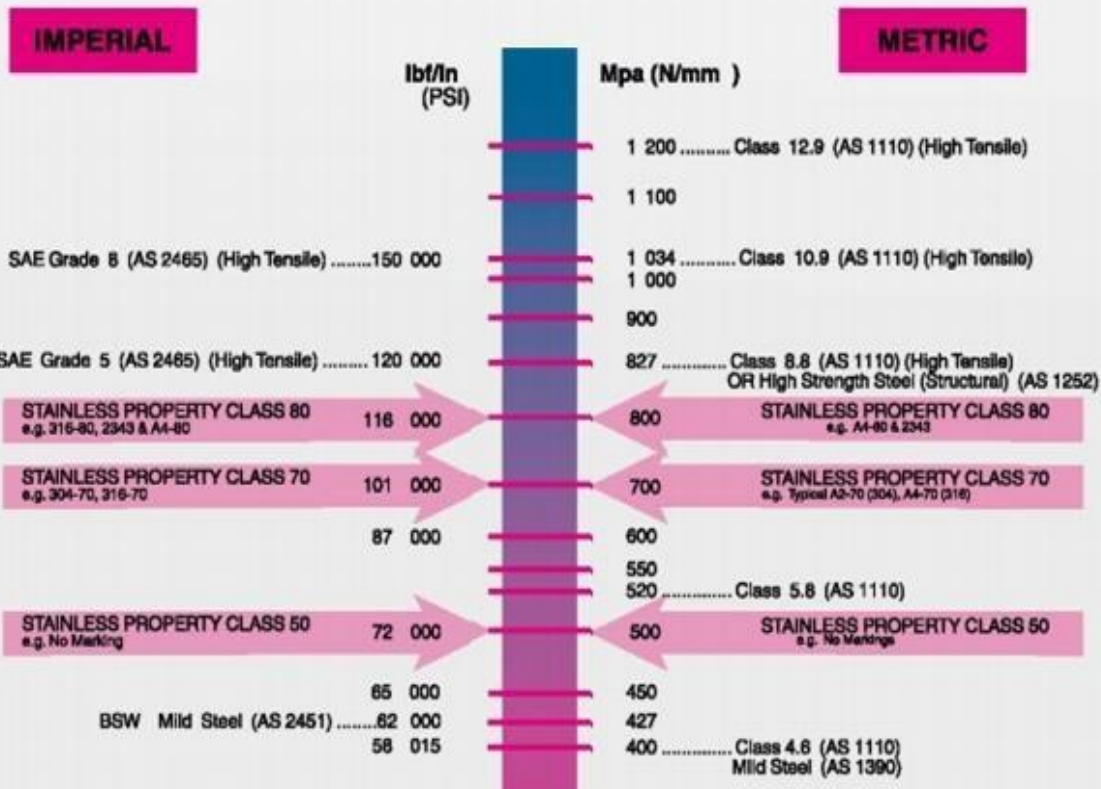 IMPERIAL
METRIC
lbf/In
(PSI)
Mpa (N/mm )
1 200 .......... Class 12.9 (AS 1110) (High Tensile)
1 100
SAE Grade 8 (AS 2465) (High Tensile) ........150 000
1 034 ............ Class 10.9 (AS 1110) (High Tensile)
1 000
900
SAE Grade 5 (AS 2465) (High Tensile) ......... 120 000
827 ............. Class 8.8 (AS 1110) (High Tensile)
OR High Strength Steel (Structural) (AS 1252)
STAINLESS PROPERTY CLASS 80
e.g. 316-80, 2343 & A4-80
116 000
800
STAINLESS PROPERTY CLASS 80
e.g. A4-80 & 2343
STAINLESS PROPERTY CLASS 70
e.g. 304-70, 316-70
101 000
700
STAINLESS PROPERTY CLASS 70
e.g. Typical A2-70 (304), A4-70 (316)
87 000
600
550
520 .............. Class 5.8 (AS 1110)
STAINLESS PROPERTY CLASS 50
e.g. No Marking
72 000
500
STAINLESS PROPERTY CLASS 50
e.g. No Markings
65 000
450
BSW Mild Steel (AS 2451) ........62 000
427
58 015
400 .............. Class 4.6 (AS 1110)
Mild Steel (AS 1390)